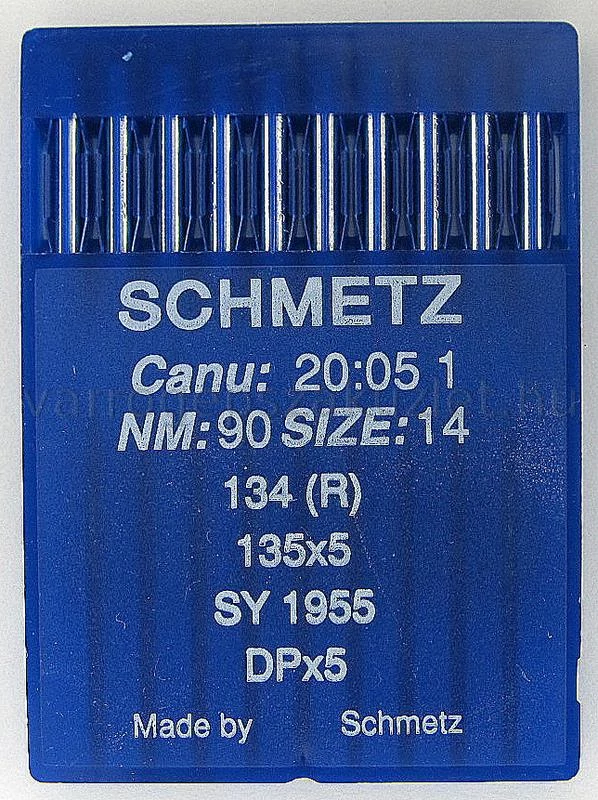 SCHMETZ
Canu: 20:05 1
NM: 90 SIZE: 14
134 (R)
135x5
SY 1955
DPx5
Made by Schmetz